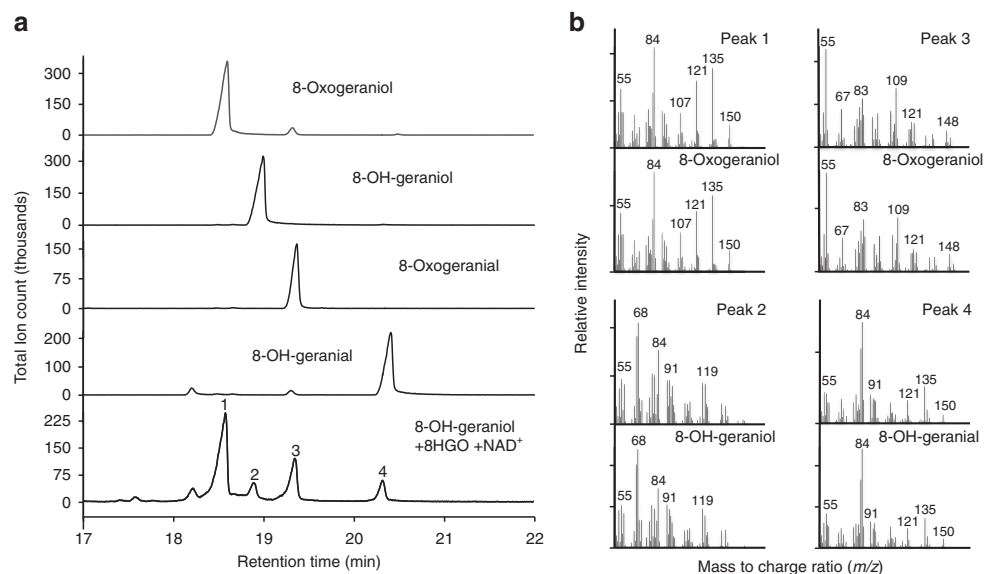 a
Total Ion count (thousands)
300
150
0
8-Oxogeraniol
300
150
0
8-OH-geraniol
150
75
0
8-Oxogeranial
200
100
0
8-OH-geranial
225
150
75
0
1
2
3
4
8-OH-geraniol
+8HGO +NAD⁺
17 18 19 20 21 22
Retention time (min)
b
Relative intensity
Peak 1
55 84 107 121 135 150
8-Oxogeraniol
55 84 107 121 135 150
Peak 3
55 67 83 109 121 148
8-Oxogeraniol
55 67 83 109 121 148
Peak 2
55 68 84 91 119
8-OH-geraniol
55 68 84 91 119
Peak 4
55 84 91 121 135 150
8-OH-geranial
55 84 91 121 135 150
Mass to charge ratio (m/z)